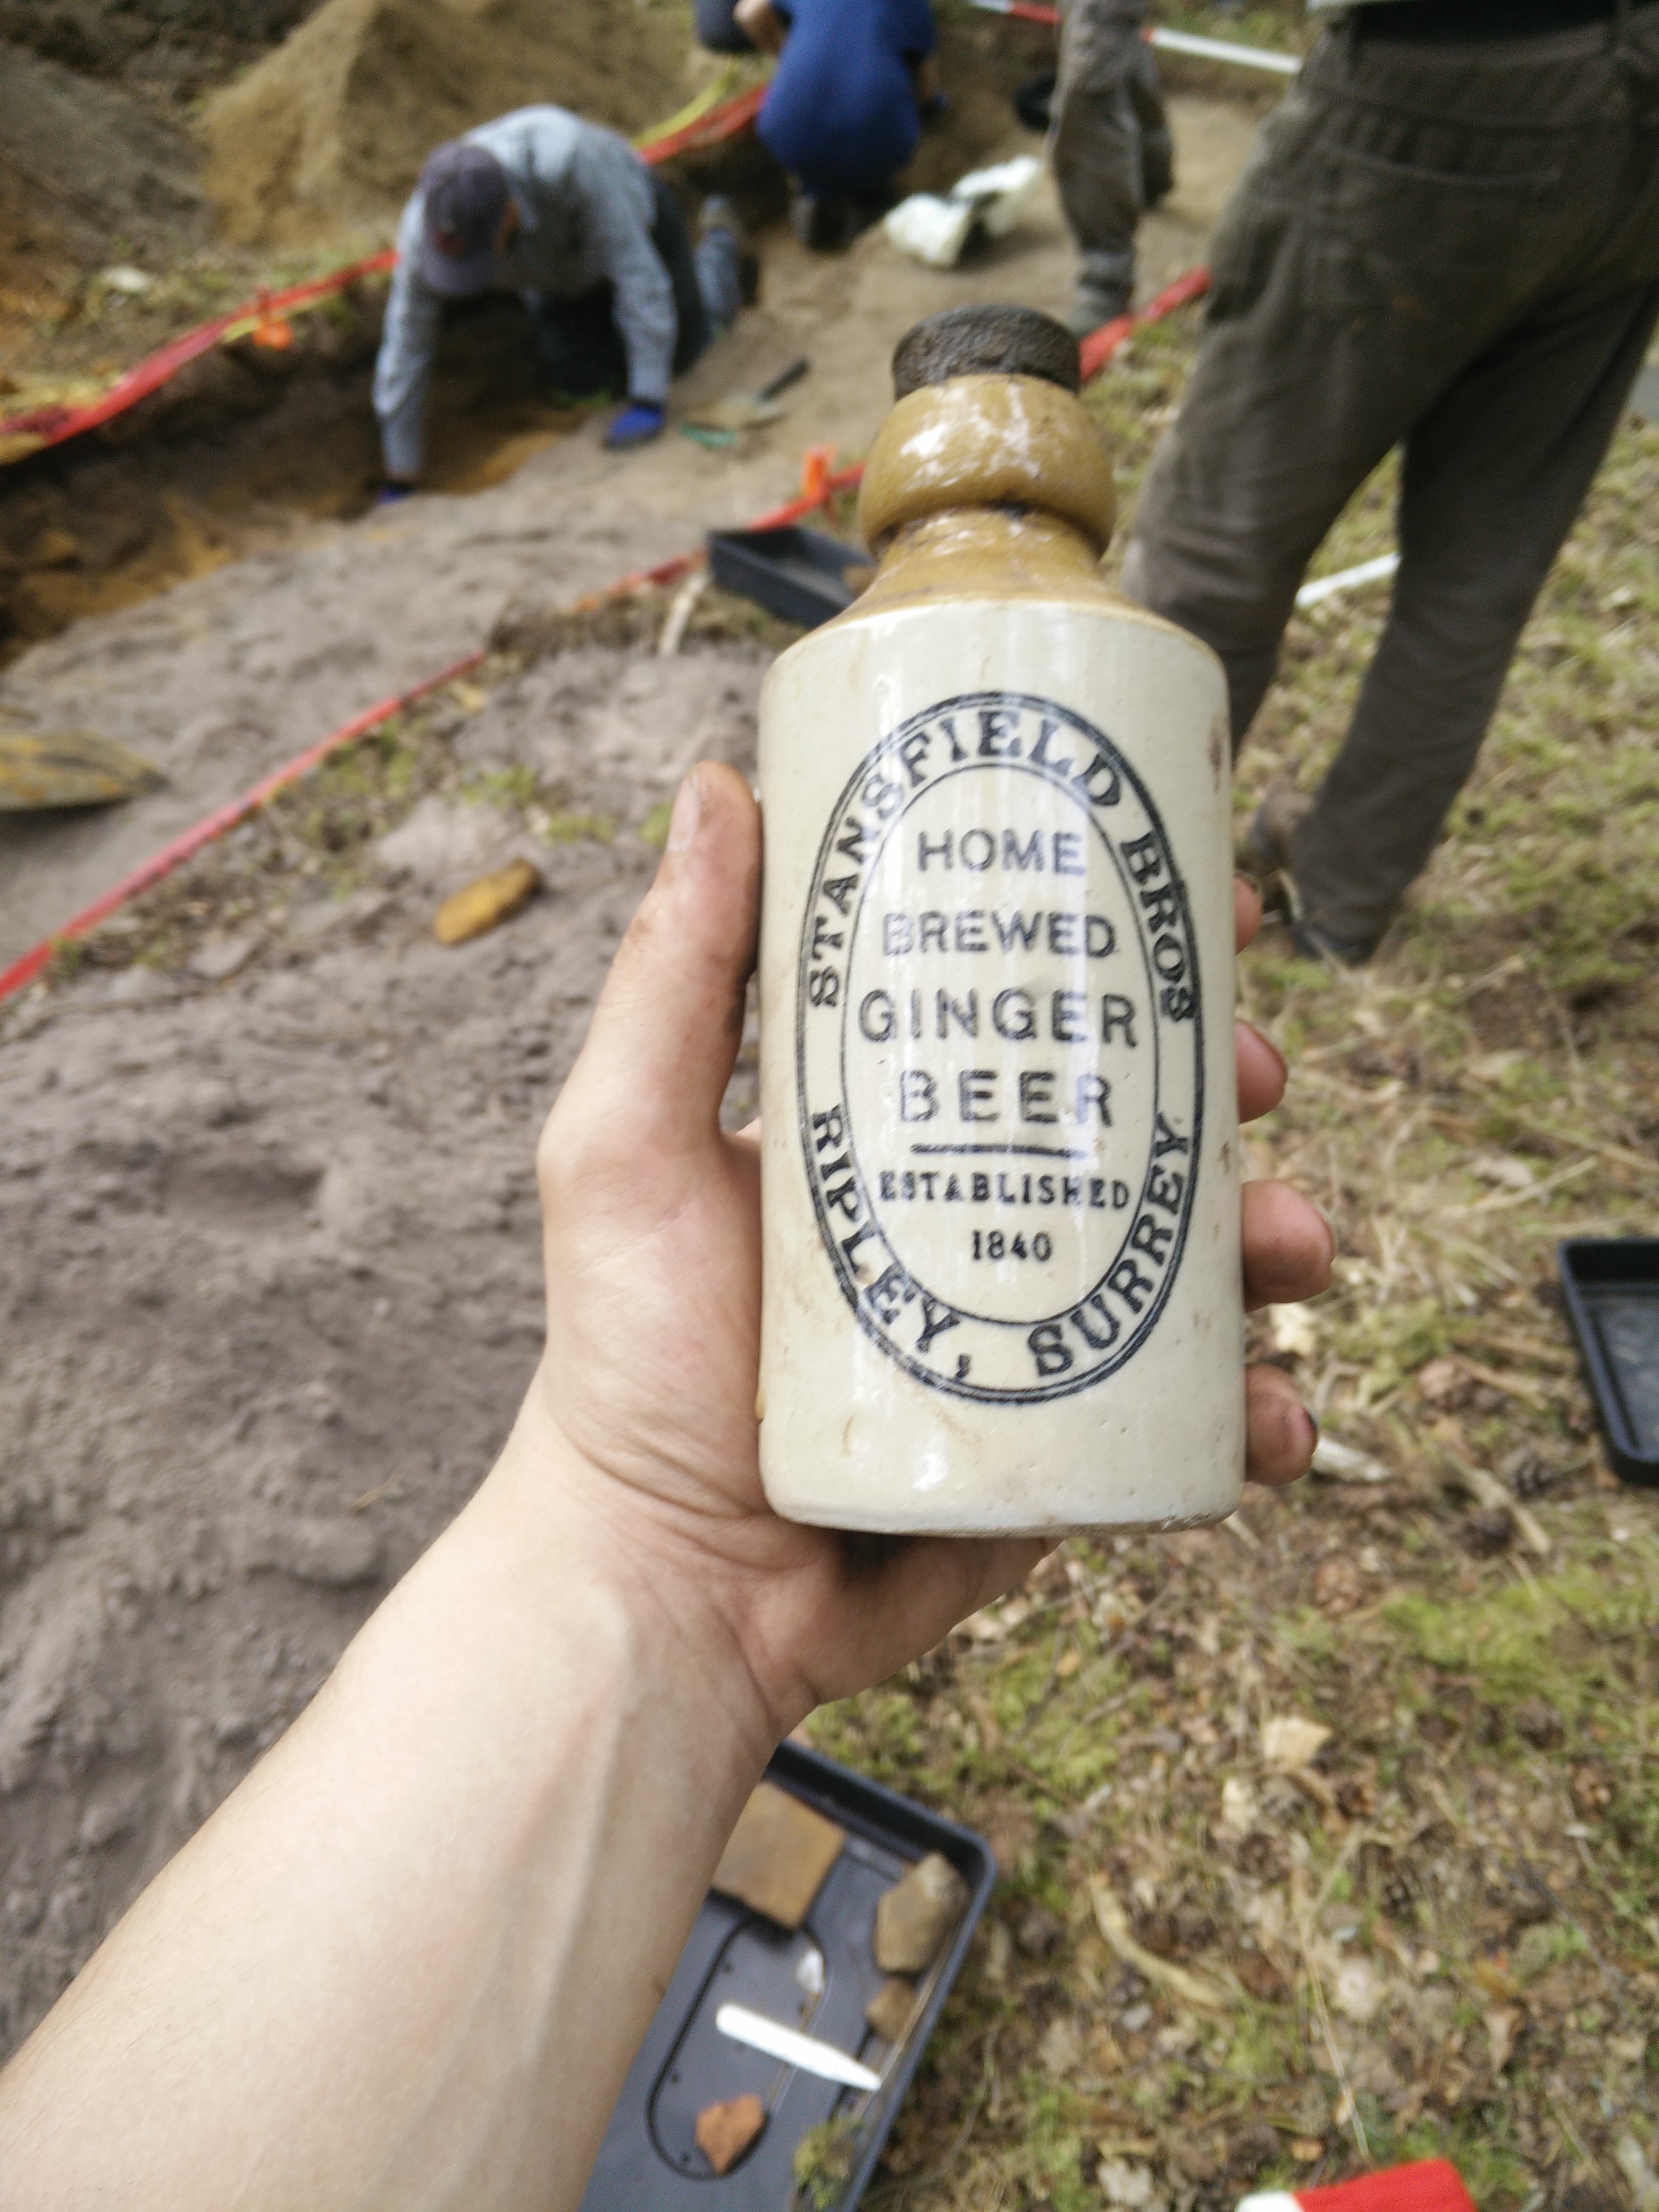 STANSFIELD BROS
HOME
BREWED
GINGER
BEER
ESTABLISHED
1840
RIPLEY, SURREY